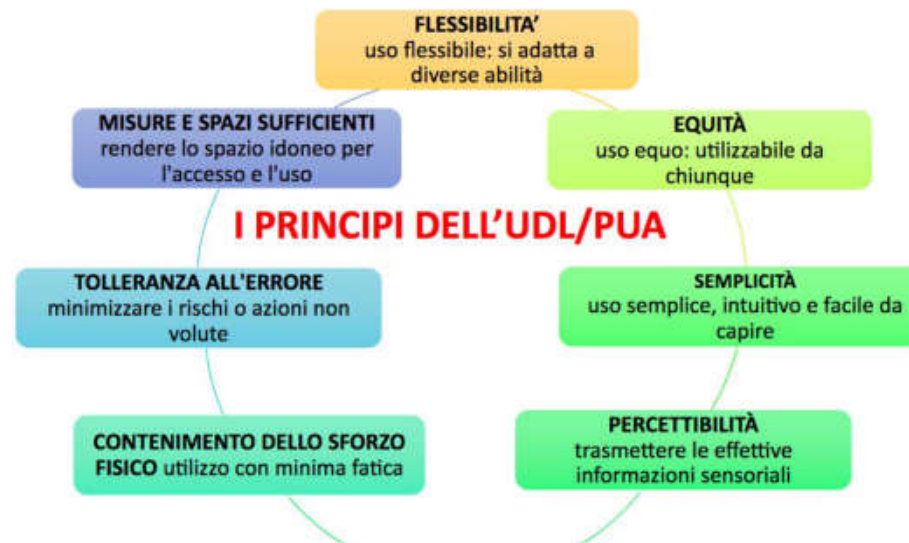 FLESSIBILITA’
uso flessibile: si adatta a
diverse abilità
EQUITÀ
uso equo: utilizzabile da
chiunque
SEMPLICITÀ
uso semplice, intuitivo e facile da
capire
PERCETTIBILITÀ
trasmettere le effettive
informazioni sensoriali
CONTENIMENTO DELLO SFORZO
FISICO utilizzo con minima fatica
TOLLERANZA ALL'ERRORE
minimizzare i rischi o azioni non
volute
MISURE E SPAZI SUFFICIENTI
rendere lo spazio idoneo per
l'accesso e l'uso
I PRINCIPI DELL’UDL/PUA